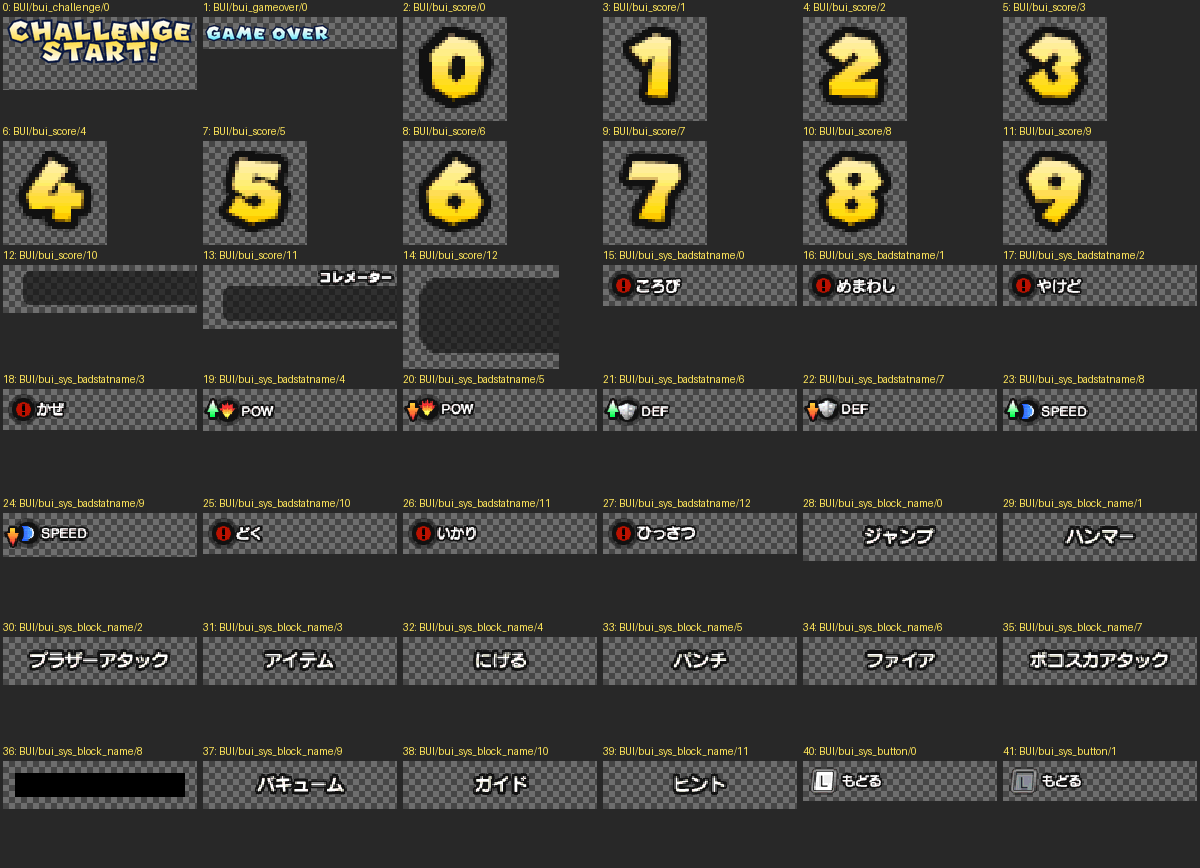 0: BUI/bui_challenge/0
CHALLENGE
START!
1: BUI/bui_gameover/0
GAME OVER
2: BUI/bui_score/0
0
3: BUI/bui_score/1
1
4: BUI/bui_score/2
2
5: BUI/bui_score/3
3
6: BUI/bui_score/4
4
7: BUI/bui_score/5
5
8: BUI/bui_score/6
6
9: BUI/bui_score/7
7
10: BUI/bui_score/8
8
11: BUI/bui_score/9
9
12: BUI/bui_score/10
13: BUI/bui_score/11
コレメーター
14: BUI/bui_score/12
15: BUI/bui_sys_badstatname/0
ころび
16: BUI/bui_sys_badstatname/1
めまわし
17: BUI/bui_sys_badstatname/2
やけど
18: BUI/bui_sys_badstatname/3
かぜ
19: BUI/bui_sys_badstatname/4
POW
20: BUI/bui_sys_badstatname/5
POW
21: BUI/bui_sys_badstatname/6
DEF
22: BUI/bui_sys_badstatname/7
DEF
23: BUI/bui_sys_badstatname/8
SPEED
24: BUI/bui_sys_badstatname/9
SPEED
25: BUI/bui_sys_badstatname/10
どく
26: BUI/bui_sys_badstatname/11
いかり
27: BUI/bui_sys_badstatname/12
ひっさつ
28: BUI/bui_sys_block_name/0
ジャンプ
29: BUI/bui_sys_block_name/1
ハンマー
30: BUI/bui_sys_block_name/2
ブラザーアタック
31: BUI/bui_sys_block_name/3
アイテム
32: BUI/bui_sys_block_name/4
にげる
33: BUI/bui_sys_block_name/5
パンチ
34: BUI/bui_sys_block_name/6
ファイア
35: BUI/bui_sys_block_name/7
ボコスカアタック
36: BUI/bui_sys_block_name/8
37: BUI/bui_sys_block_name/9
バキューム
38: BUI/bui_sys_block_name/10
ガイド
39: BUI/bui_sys_block_name/11
ヒント
40: BUI/bui_sys_button/0
L もどる
41: BUI/bui_sys_button/1
L もどる